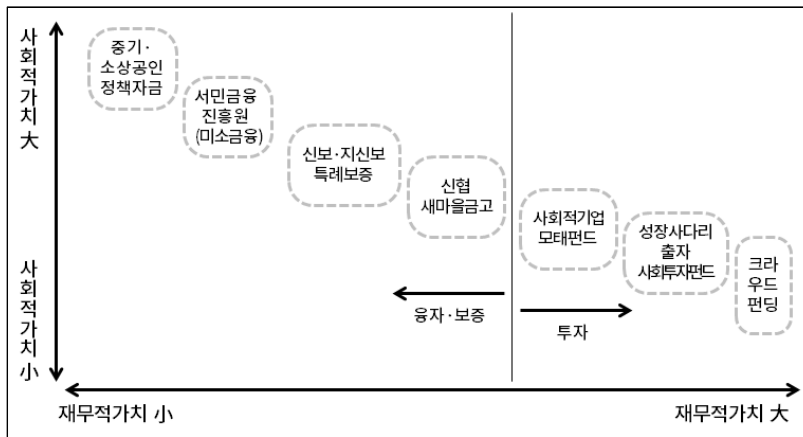 사회적가치 大
중기·
소상공인
정책자금
서민금융
진흥원
(미소금융)
신보·지신보
특례보증
신협
새마을금고
사회적기업
모태펀드
성장사다리
출자
사회투자펀드
크라
우드
펀딩
사회적가치 小
융자·보증
투자
재무적가치 小
재무적가치 大